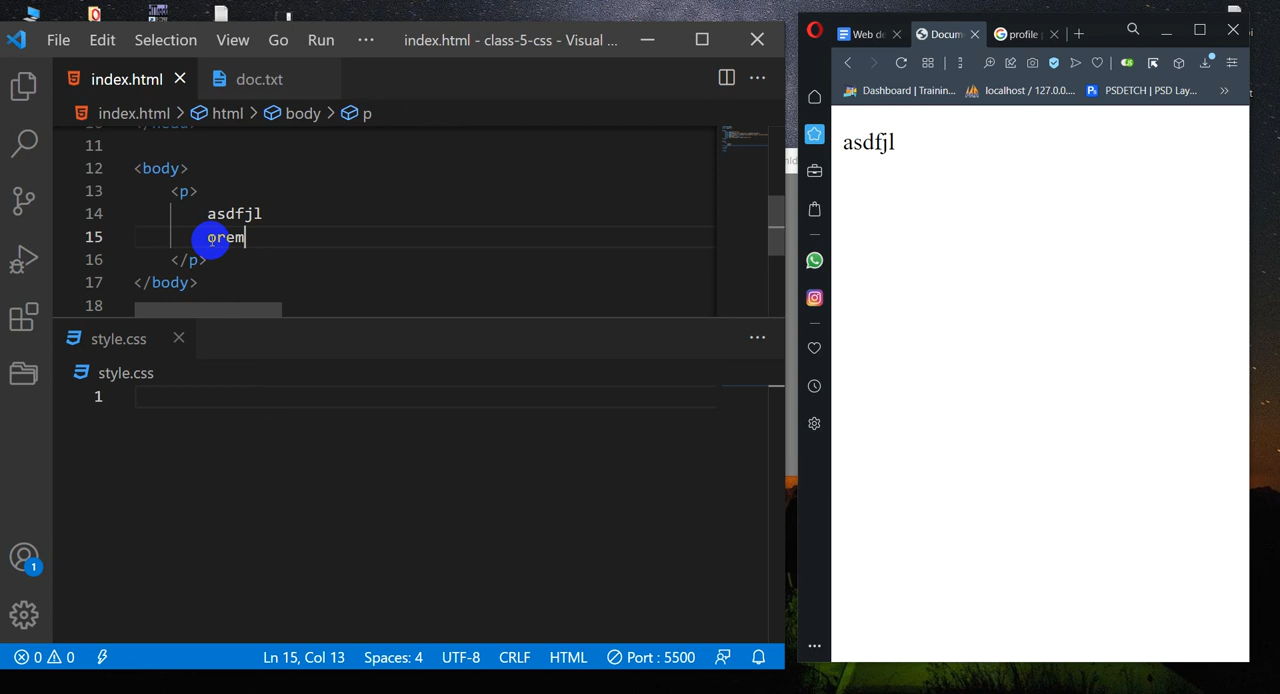 File Edit Selection View Go Run ··· index.html - class-5-css - Visual ...
index.html doc.txt
index.html > html > body > p
11
12 <body>
13 <p>
14 asdfjl
15 orem
16 </p>
17 </body>
18
style.css
style.css
1
1
0 0 Ln 15, Col 13 Spaces: 4 UTF-8 CRLF HTML Port : 5500
Web de Docum profile
Dashboard | Trainin... localhost / 127.0.0.... PSDETCH | PSD Lay... »
asdfjl